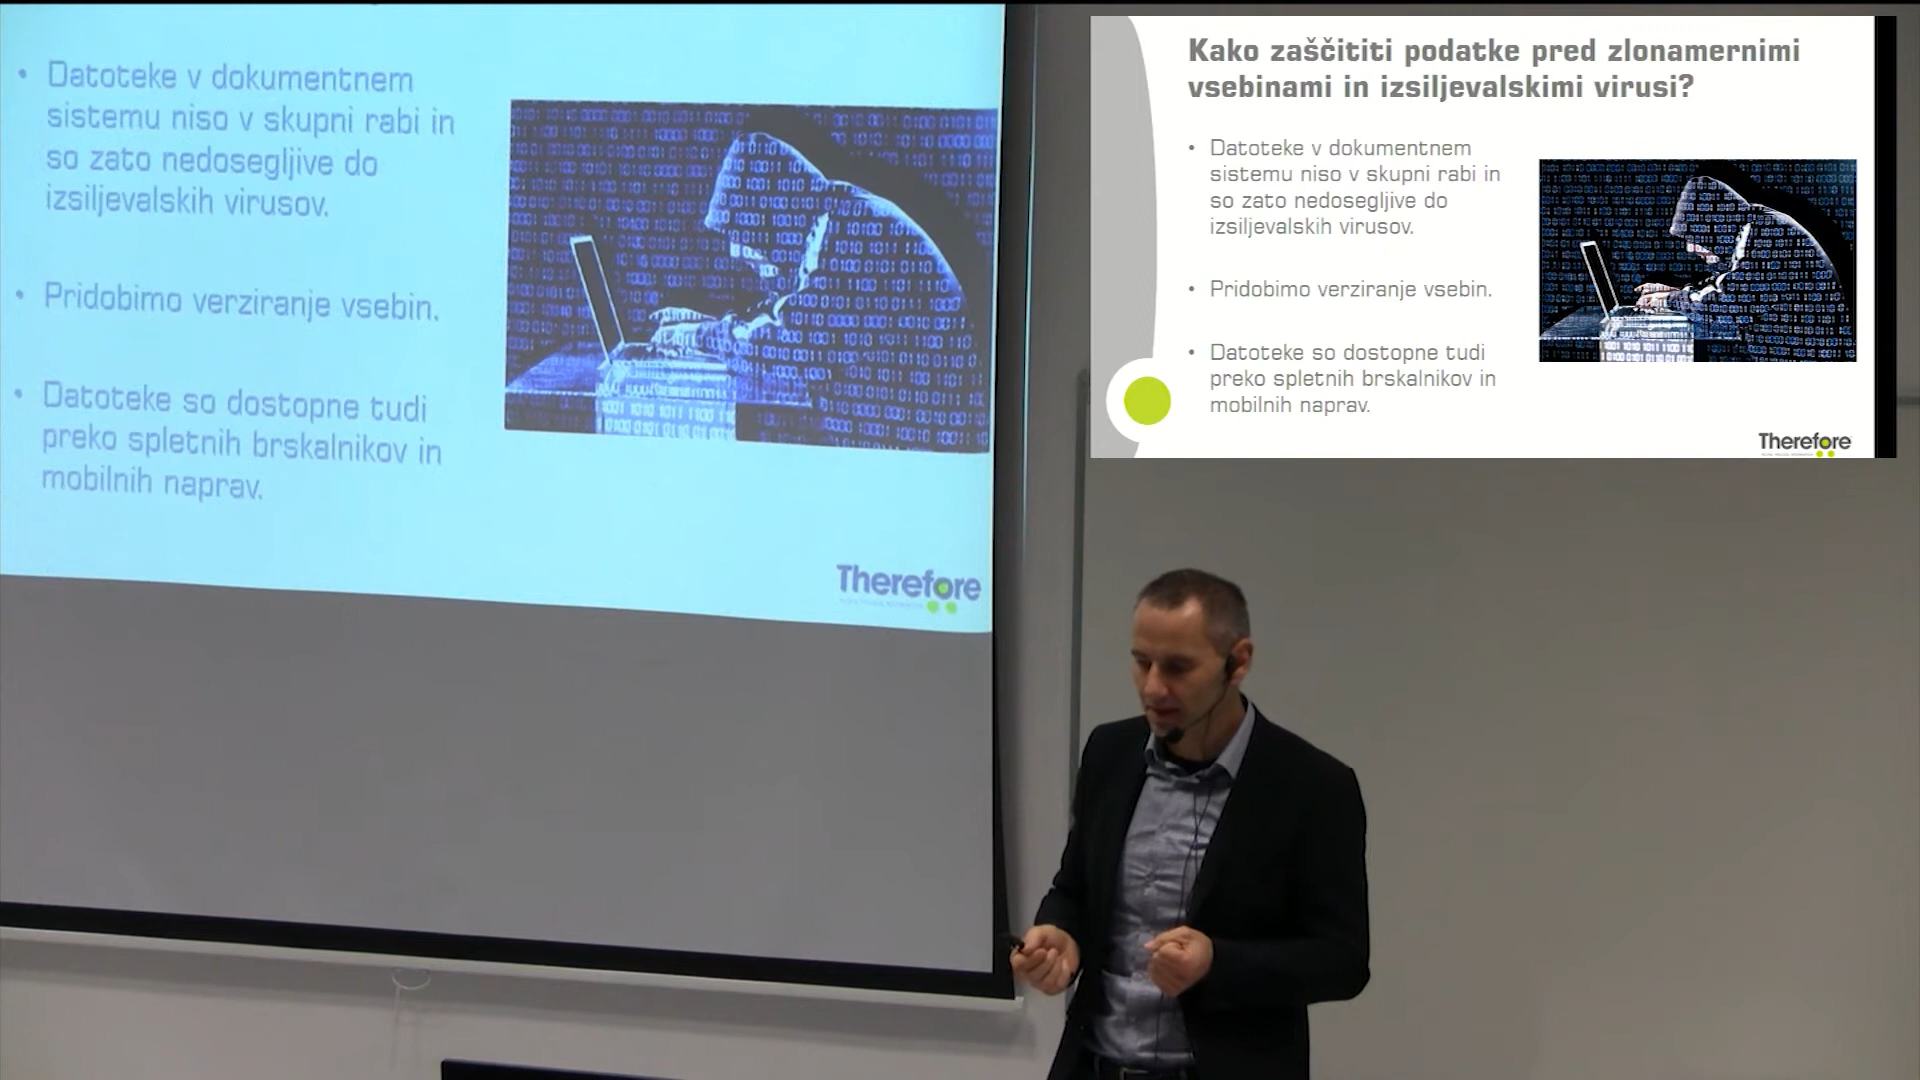 Datoteke v dokumentnem
sistemu niso v skupni rabi in
so zato nedosegljive do
izsiljevalskih virusov.
Pridobimo verziranje vsebin.
Datoteke so dostopne tudi
preko spletnih brskalnikov in
mobilnih naprav.
Therefore
Kako zaščititi podatke pred zlonamernimi
vsebinami in izsiljevalskimi virusi?
Datoteke v dokumentnem
sistemu niso v skupni rabi in
so zato nedosegljive do
izsiljevalskih virusov.
Pridobimo verziranje vsebin.
Datoteke so dostopne tudi
preko spletnih brskalnikov in
mobilnih naprav.
Therefore